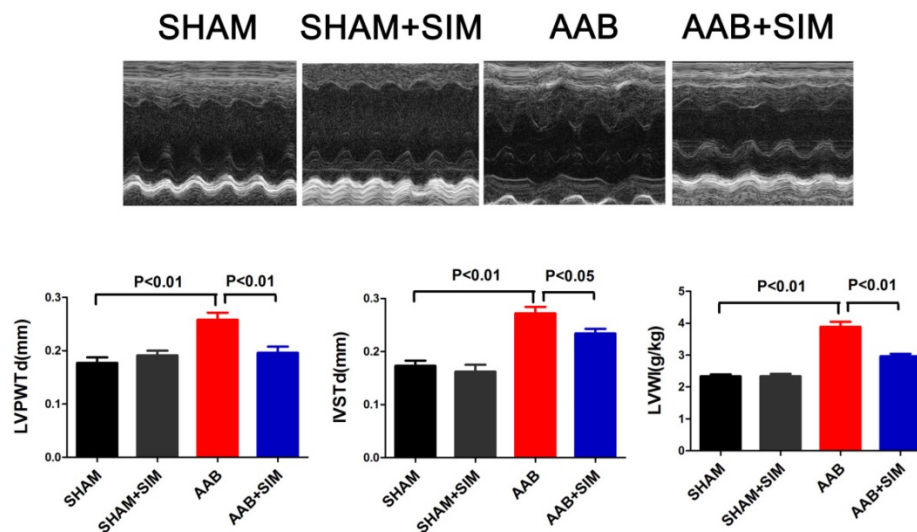 SHAM SHAM+SIM AAB AAB+SIM
LVPWTd(mm)
0.3
0.2
0.1
0.0
P<0.01 P<0.01
SHAM SHAM+SIM AAB AAB+SIM
IVSTd(mm)
0.3
0.2
0.1
0.0
P<0.01 P<0.05
SHAM SHAM+SIM AAB AAB+SIM
LVWI(g/kg)
5
4
3
2
1
0
P<0.01 P<0.01
SHAM SHAM+SIM AAB AAB+SIM